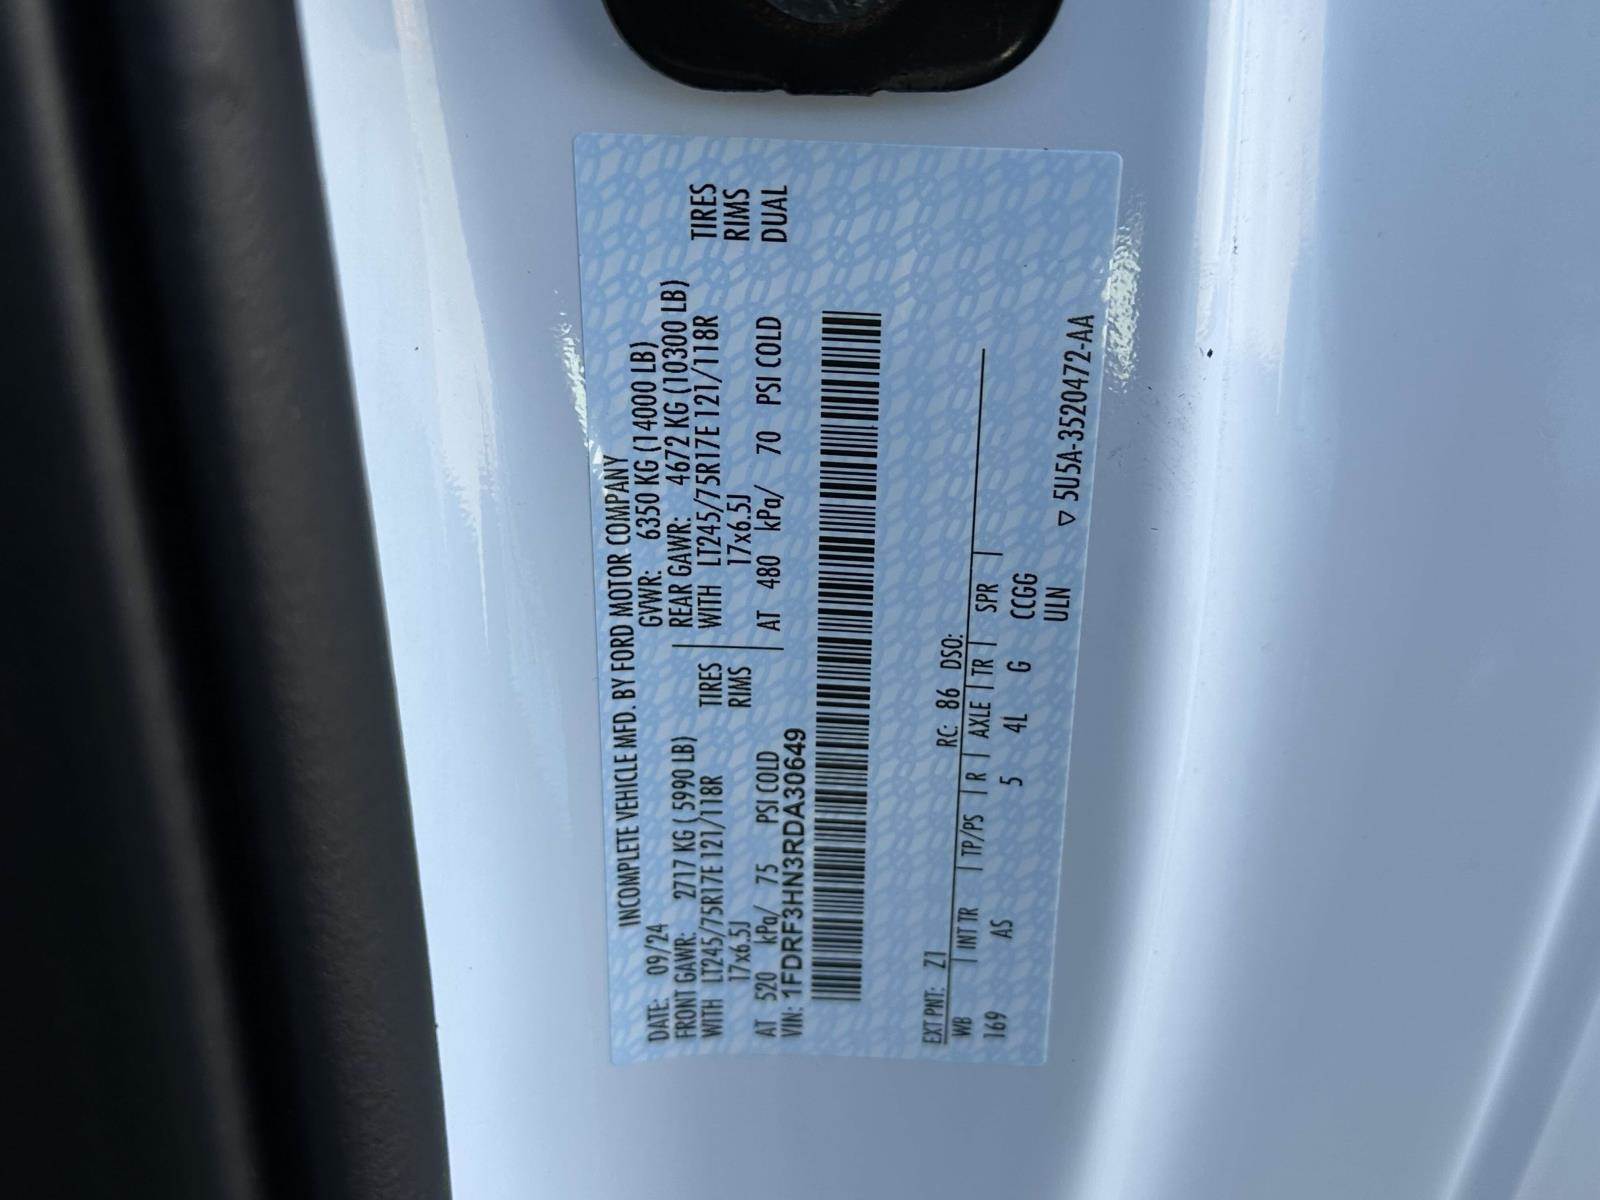 INCOMPLETE VEHICLE MFD. BY FORD MOTOR COMPANY
DATE: 09/24 GVWR: 6350 KG (14000 LB)
FRONT GAWR: 2717 KG ( 5990 LB) REAR GAWR: 4672 KG (10300 LB)
WITH LT245/75R17E 121/118R TIRES WITH LT245/75R17E 121/118R TIRES
17x6.5J RIMS 17x6.5J RIMS
AT 520 kPa/ 75 PSI COLD AT 480 kPa/ 70 PSI COLD DUAL
VIN: 1FDRF3HN3RDA30649
EXT PNT: Z1 RC: 86 DSO:
WB | INT TR | TP/PS | R | AXLE | TR | SPR |
169 AS 5 4L G CCGG
ULN
▽ 5U5A-3520472-AA